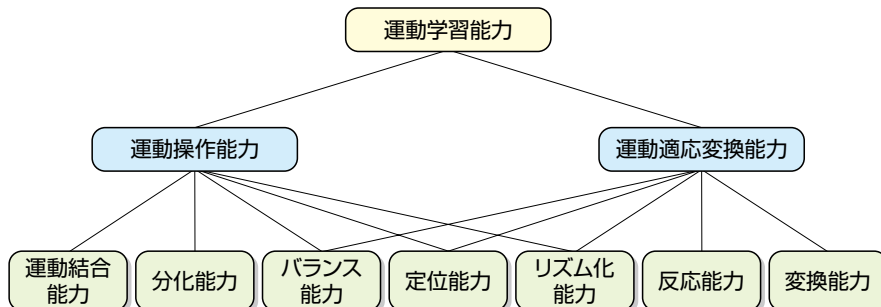 運動学習能力
運動操作能力
運動適応変換能力
運動結合
能力
分化能力
バランス
能力
定位能力
リズム化
能力
反応能力
変換能力